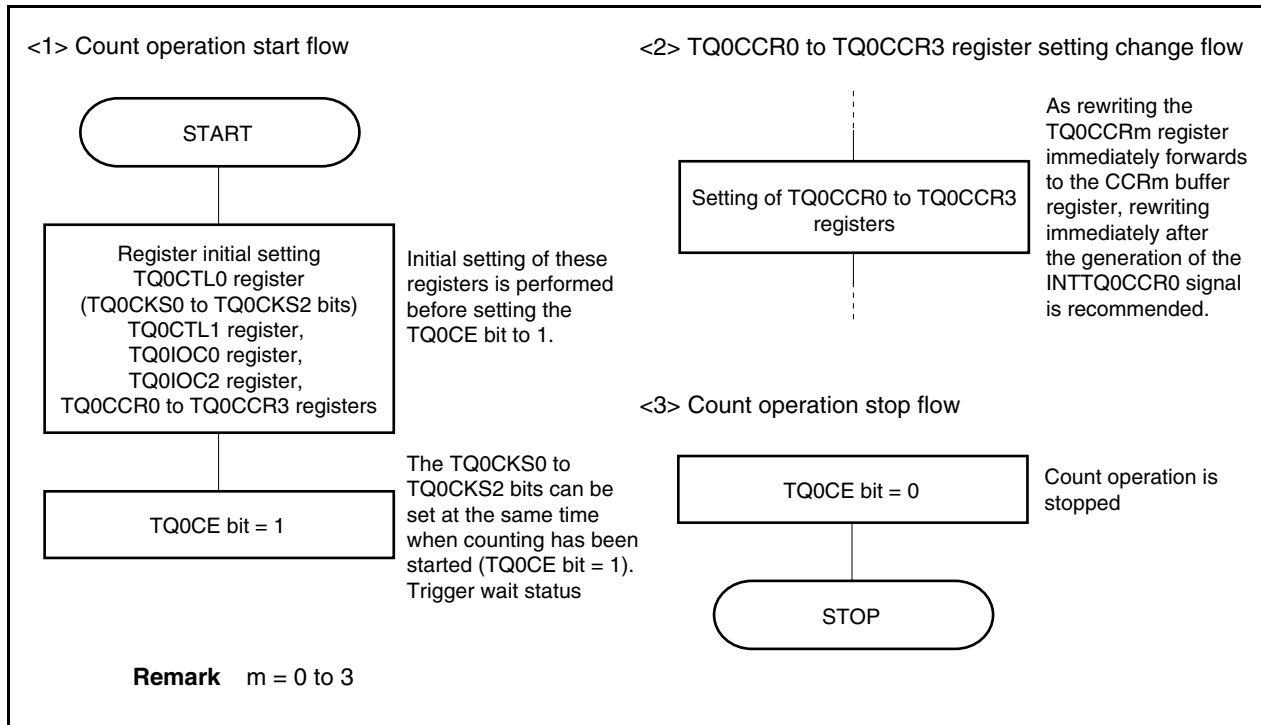 <1> Count operation start flow
START
Register initial setting
TQ0CTL0 register
(TQ0CKS0 to TQ0CKS2 bits)
TQ0CTL1 register,
TQ0IOC0 register,
TQ0IOC2 register,
TQ0CCR0 to TQ0CCR3 registers
Initial setting of these
registers is performed
before setting the
TQ0CE bit to 1.
TQ0CE bit = 1
The TQ0CKS0 to
TQ0CKS2 bits can be
set at the same time
when counting has been
started (TQ0CE bit = 1).
Trigger wait status
<2> TQ0CCR0 to TQ0CCR3 register setting change flow
Setting of TQ0CCR0 to TQ0CCR3
registers
As rewriting the
TQ0CCRm register
immediately forwards
to the CCRm buffer
register, rewriting
immediately after
the generation of the
INTTQ0CCR0 signal
is recommended.
<3> Count operation stop flow
TQ0CE bit = 0
Count operation is
stopped
STOP
Remark m = 0 to 3